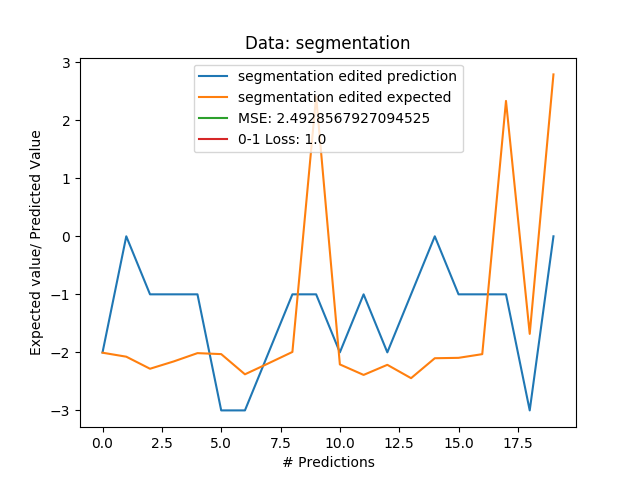 Data: segmentation
segmentation edited prediction
segmentation edited expected
MSE: 2.4928567927094525
0-1 Loss: 1.0
Expected value/ Predicted Value
3
2
1
0
−1
−2
−3
0.0 2.5 5.0 7.5 10.0 12.5 15.0 17.5
# Predictions